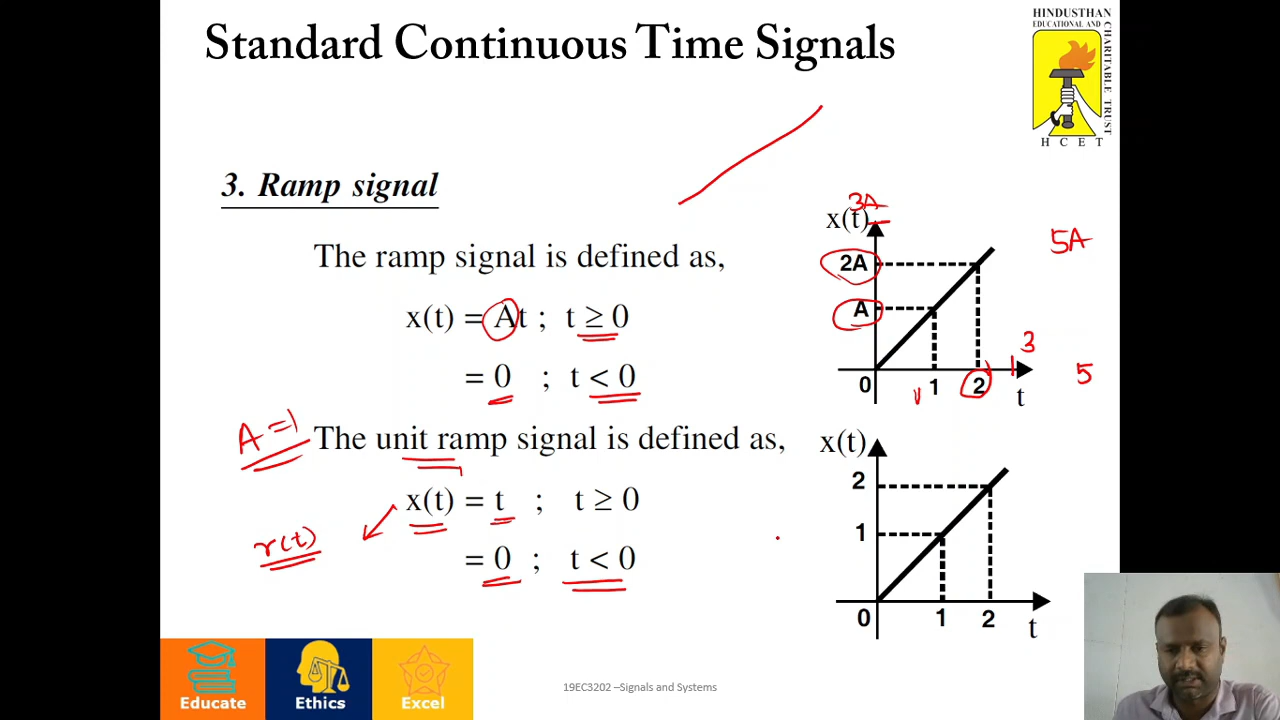 Standard Continuous Time Signals
HINDUSTHAN
EDUCATIONAL AND
CHARITABLE TRUST
H C E T
3. Ramp signal
The ramp signal is defined as,
x(t) = At ; t ≥ 0
= 0 ; t < 0
A=1
The unit ramp signal is defined as,
x(t) = t ; t ≥ 0
r(t)
= 0 ; t < 0
3A
x(t)
5A
2A
A
3
5
0 1 2 t
x(t)
2
1
0 1 2 t
Educate
Ethics
Excel
19EC3202 –Signals and Systems